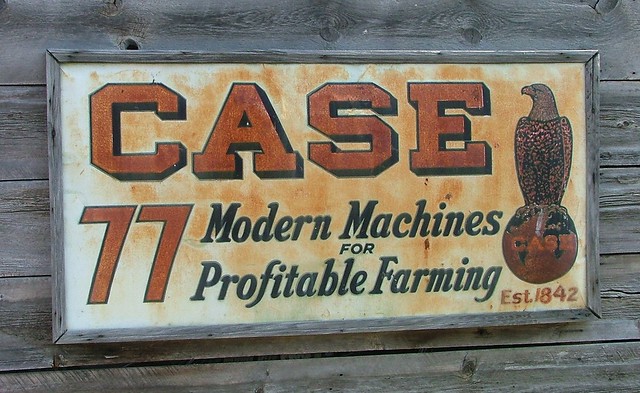 CASE
77 Modern Machines
FOR
Profitable Farming
CASE
Est. 1842